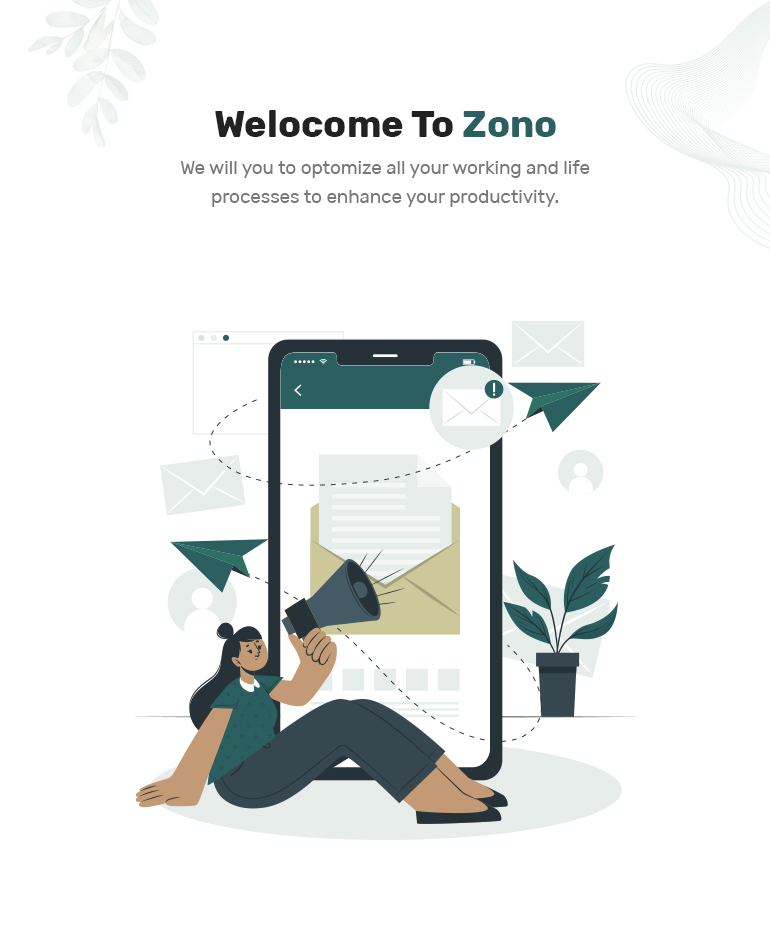 Welocome To Zono
We will you to optomize all your working and life
processes to enhance your productivity.